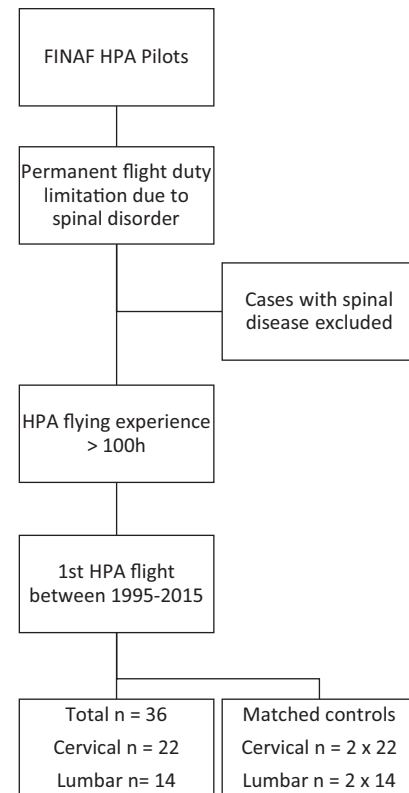 FINAF HPA Pilots
Permanent flight duty
limitation due to
spinal disorder
Cases with spinal
disease excluded
HPA flying experience
> 100h
1st HPA flight
between 1995-2015
Total n = 36
Cervical n = 22
Lumbar n= 14
Matched controls
Cervical n = 2 x 22
Lumbar n = 2 x 14